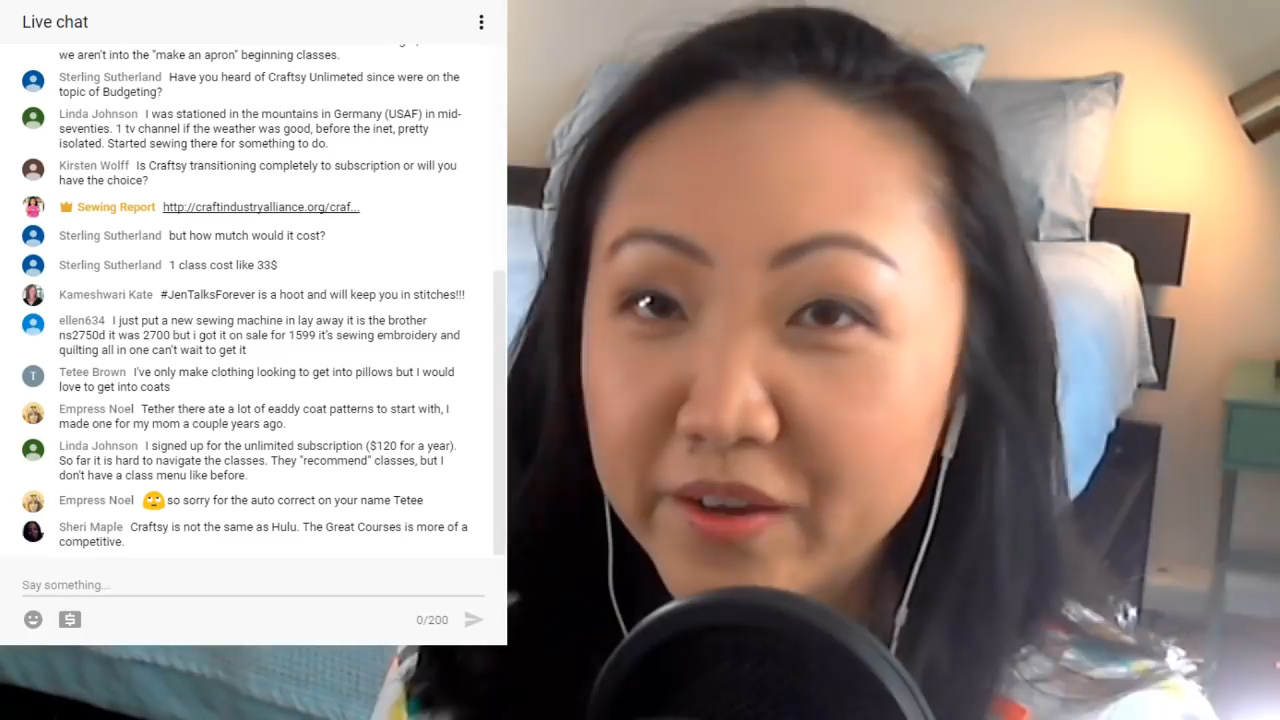 Live chat
we aren't into the "make an apron" beginning classes.
Sterling Sutherland Have you heard of Craftsy Unlimeted since were on the
topic of Budgeting?
Linda Johnson I was stationed in the mountains in Germany (USAF) in mid-
seventies. 1 tv channel if the weather was good, before the inet, pretty
isolated. Started sewing there for something to do.
Kirsten Wolff Is Craftsy transitioning completely to subscription or will you
have the choice?
Sewing Report http://craftindustryalliance.org/craf...
Sterling Sutherland but how mutch would it cost?
Sterling Sutherland 1 class cost like 33$
Kameshwari Kate #JenTalksForever is a hoot and will keep you in stitches!!!
ellen634 I just put a new sewing machine in lay away it is the brother
ns2750d it was 2700 but i got it on sale for 1599 it's sewing embroidery and
quilting all in one can't wait to get it
T Tetee Brown I've only make clothing looking to get into pillows but I would
love to get into coats
Empress Noel Tether there ate a lot of eaddy coat patterns to start with, I
made one for my mom a couple years ago.
Linda Johnson I signed up for the unlimited subscription ($120 for a year).
So far it is hard to navigate the classes. They "recommend" classes, but I
don't have a class menu like before.
Empress Noel 🙄 so sorry for the auto correct on your name Tetee
Sheri Maple Craftsy is not the same as Hulu. The Great Courses is more of a
competitive.
Say something...
0/200